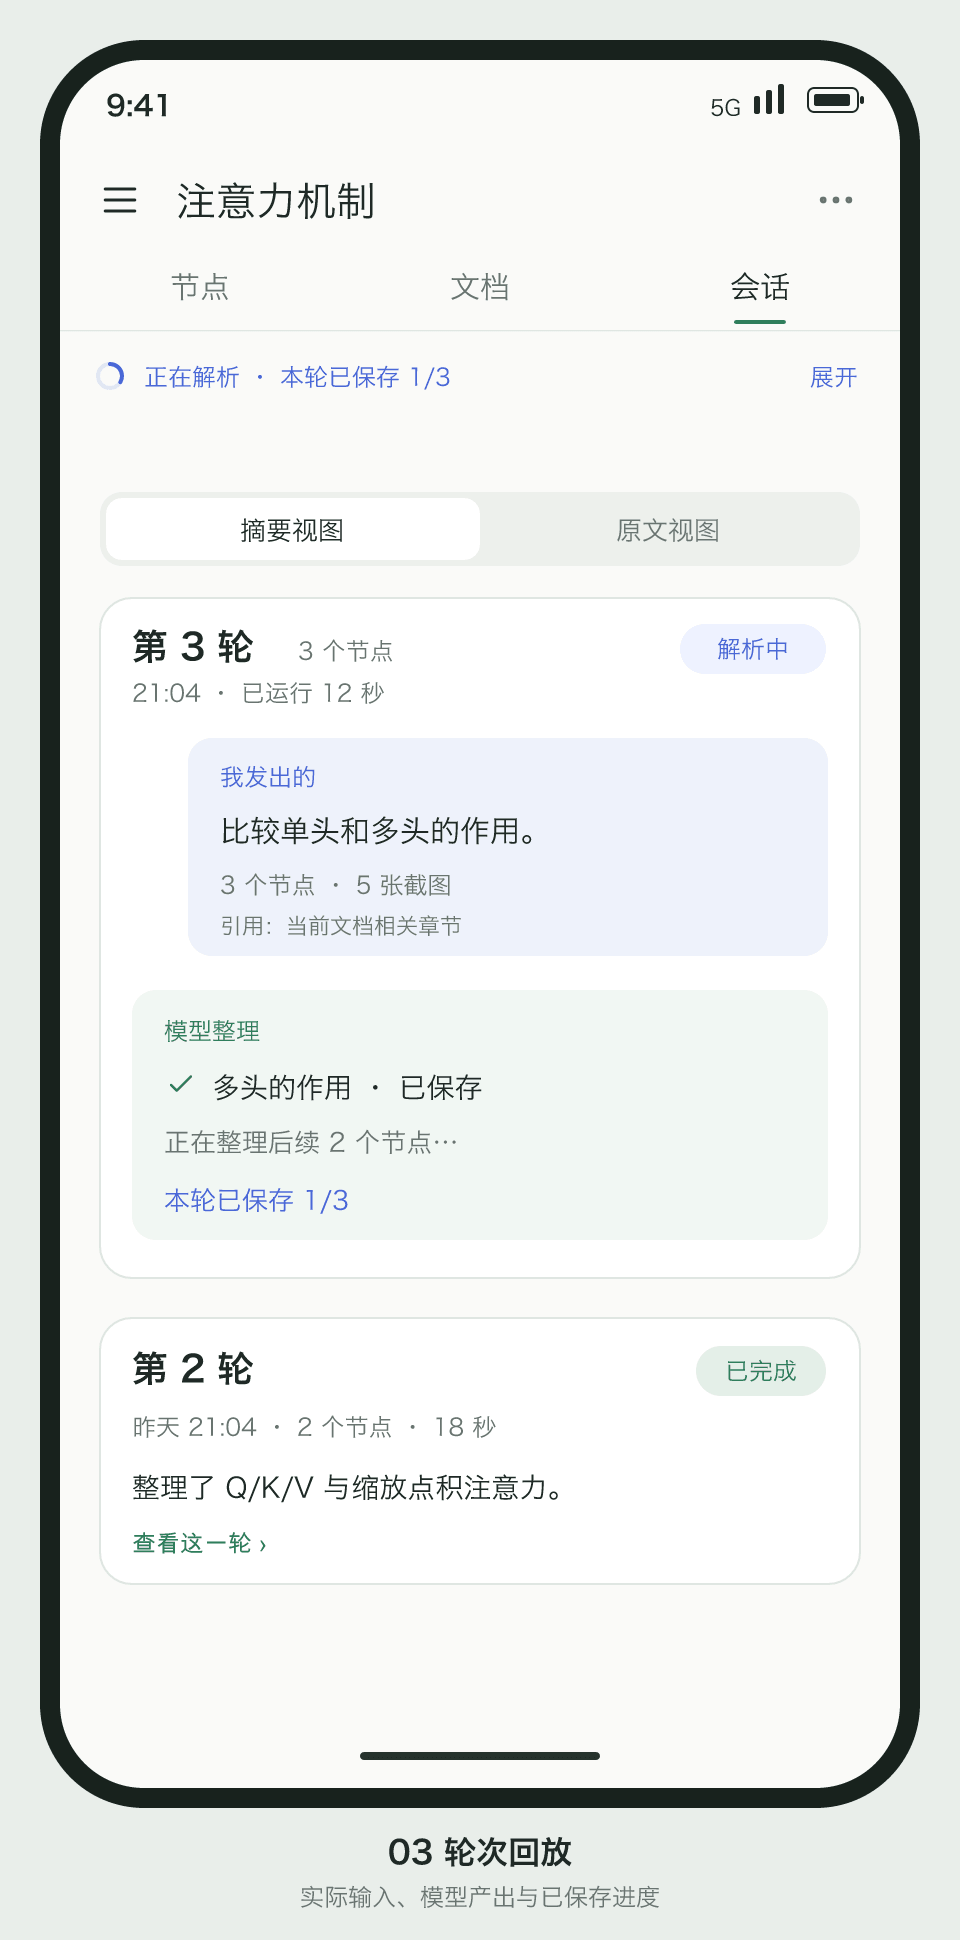 9:41 5G
注意力机制
节点 文档 会话
正在解析 · 本轮已保存 1/3 展开
摘要视图 原文视图
第 3 轮 3 个节点 解析中
21:04 · 已运行 12 秒
我发出的
比较单头和多头的作用。
3 个节点 · 5 张截图
引用：当前文档相关章节
模型整理
多头的作用 · 已保存
正在整理后续 2 个节点…
本轮已保存 1/3
第 2 轮 已完成
昨天 21:04 · 2 个节点 · 18 秒
整理了 Q/K/V 与缩放点积注意力。
查看这一轮 ›
03 轮次回放
实际输入、模型产出与已保存进度